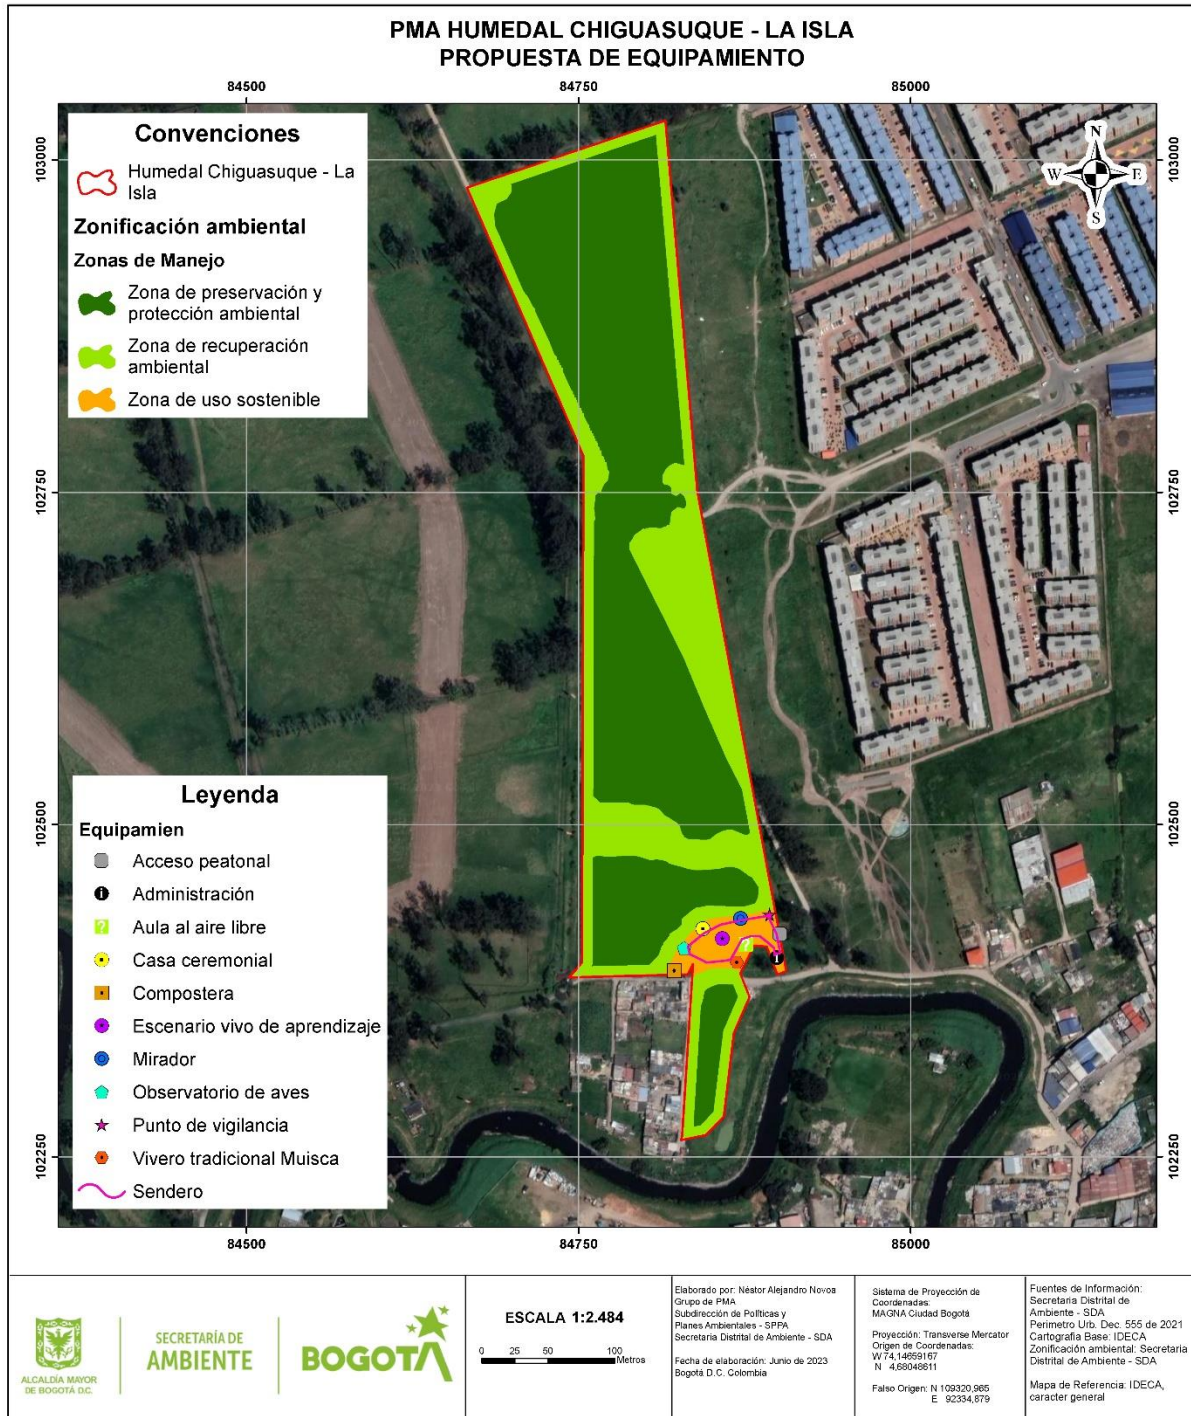 PMA HUMEDAL CHIGUASUQUE - LA ISLA
PROPUESTA DE EQUIPAMIENTO
84500
84750
85000
103000
102750
102500
102250
103000
102750
102500
102250
N
W
E
S
Convenciones
Humedal Chiguasuque - La
Isla
Zonificación ambiental
Zonas de Manejo
Zona de preservación y
protección ambiental
Zona de recuperación
ambiental
Zona de uso sostenible
Leyenda
Equipamien
Acceso peatonal
Administración
Aula al aire libre
Casa ceremonial
Compostera
Escenario vivo de aprendizaje
Mirador
Observatorio de aves
Punto de vigilancia
Vivero tradicional Muisca
Sendero
84500
84750
85000
ALCALDÍA MAYOR
DE BOGOTÁ D.C.
SECRETARÍA DE
AMBIENTE
BOGOTÁ
ESCALA 1:2.484
0 25 50 100
Metros
Elaborado por: Néstor Alejandro Novoa
Grupo de PMA
Subdirección de Políticas y
Planes Ambientales - SPPA
Secretaria Distrital de Ambiente - SDA
Fecha de elaboración: Junio de 2023
Bogotá D.C. Colombia
Sistema de Proyección de
Coordenadas:
MAGNA Ciudad Bogotá
Proyección: Transverse Mercator
Origen de Coordenadas:
W 74,14659167
N 4,68048611
Falso Origen: N 109320,965
E 92334,879
Fuentes de Información:
Secretaria Distrital de
Ambiente - SDA
Perimetro Urb. Dec. 555 de 2021
Cartografia Base: IDECA
Zonificación ambiental: Secretaria
Distrital de Ambiente - SDA
Mapa de Referencia: IDECA,
caracter general